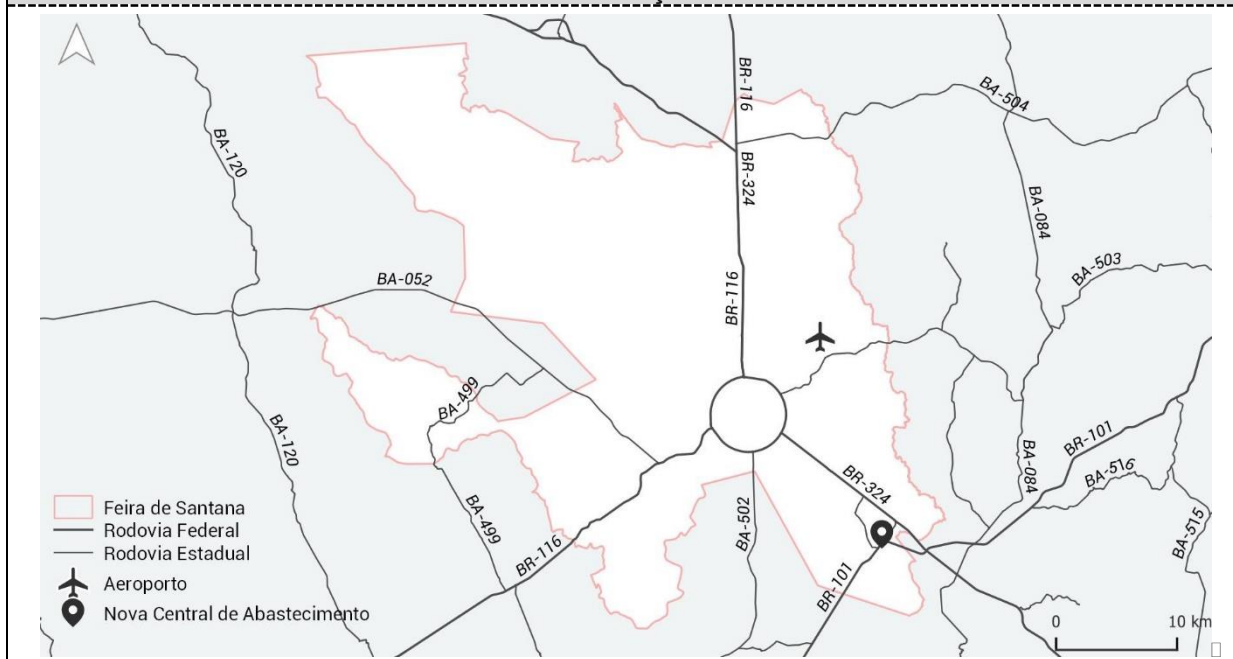 BR-116
BA-504
BA-120
BR-324
BA-084
BA-503
BA-052
BR-116
BA-499
BR-101
BA-084
BA-516
BR-324
BA-120
BA-499
BA-502
BA-515
BR-116
BR-101
Feira de Santana
Rodovia Federal
Rodovia Estadual
Aeroporto
Nova Central de Abastecimento
0 10 km